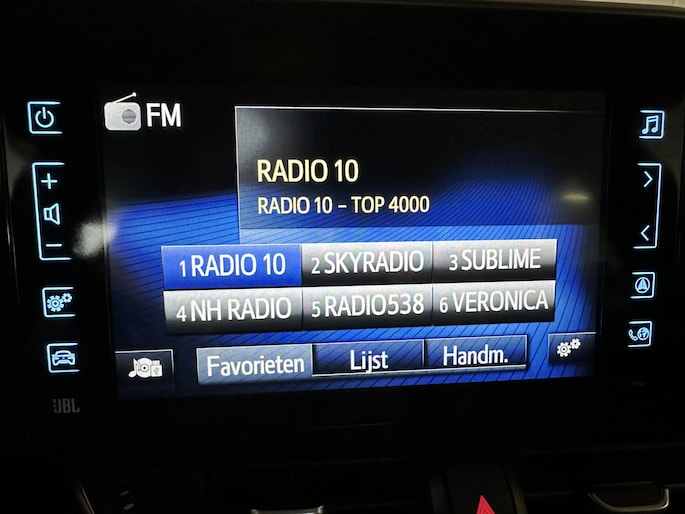 FM
RADIO 10
RADIO 10 - TOP 4000
1 RADIO 10 2 SKYRADIO 3 SUBLIME
4 NH RADIO 5 RADIO538 6 VERONICA
Favorieten Lijst Handm.
JBL